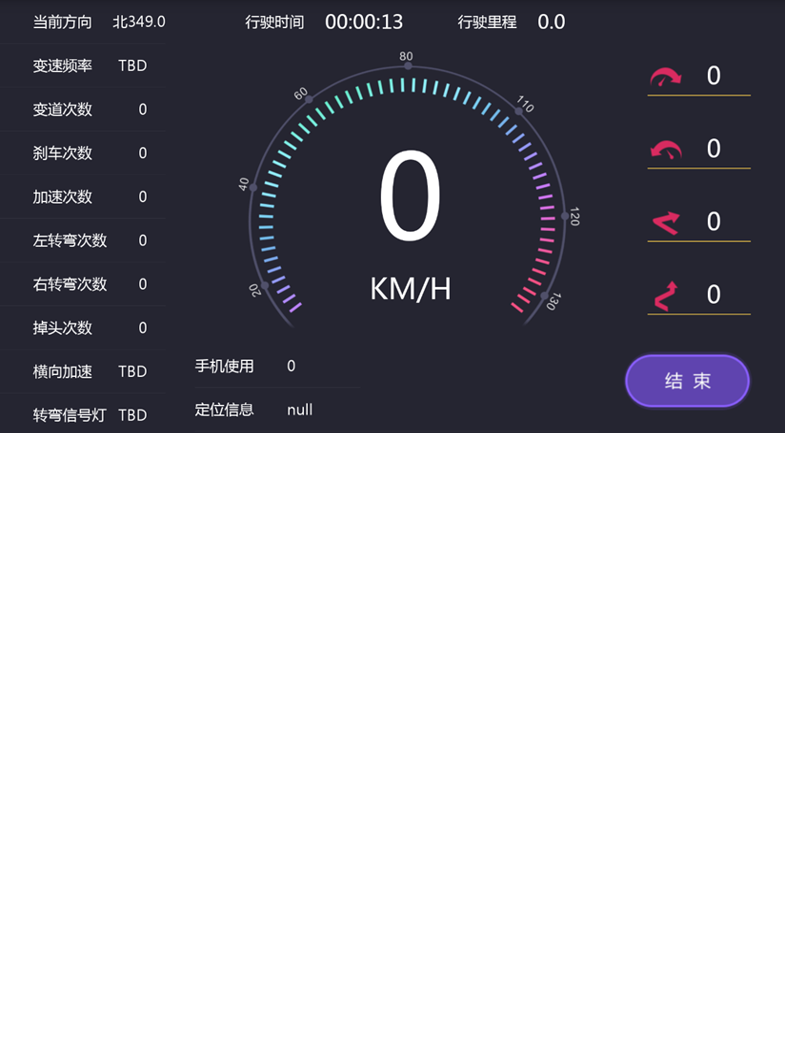 当前方向 北349.0
变速频率 TBD
变道次数 0
刹车次数 0
加速次数 0
左转弯次数 0
右转弯次数 0
掉头次数 0
横向加速 TBD
转弯信号灯 TBD
行驶时间 00:00:13 行驶里程 0.0
20
40
60
80
110
120
130
0
KM/H
手机使用 0
定位信息 null
0
0
0
0
结束